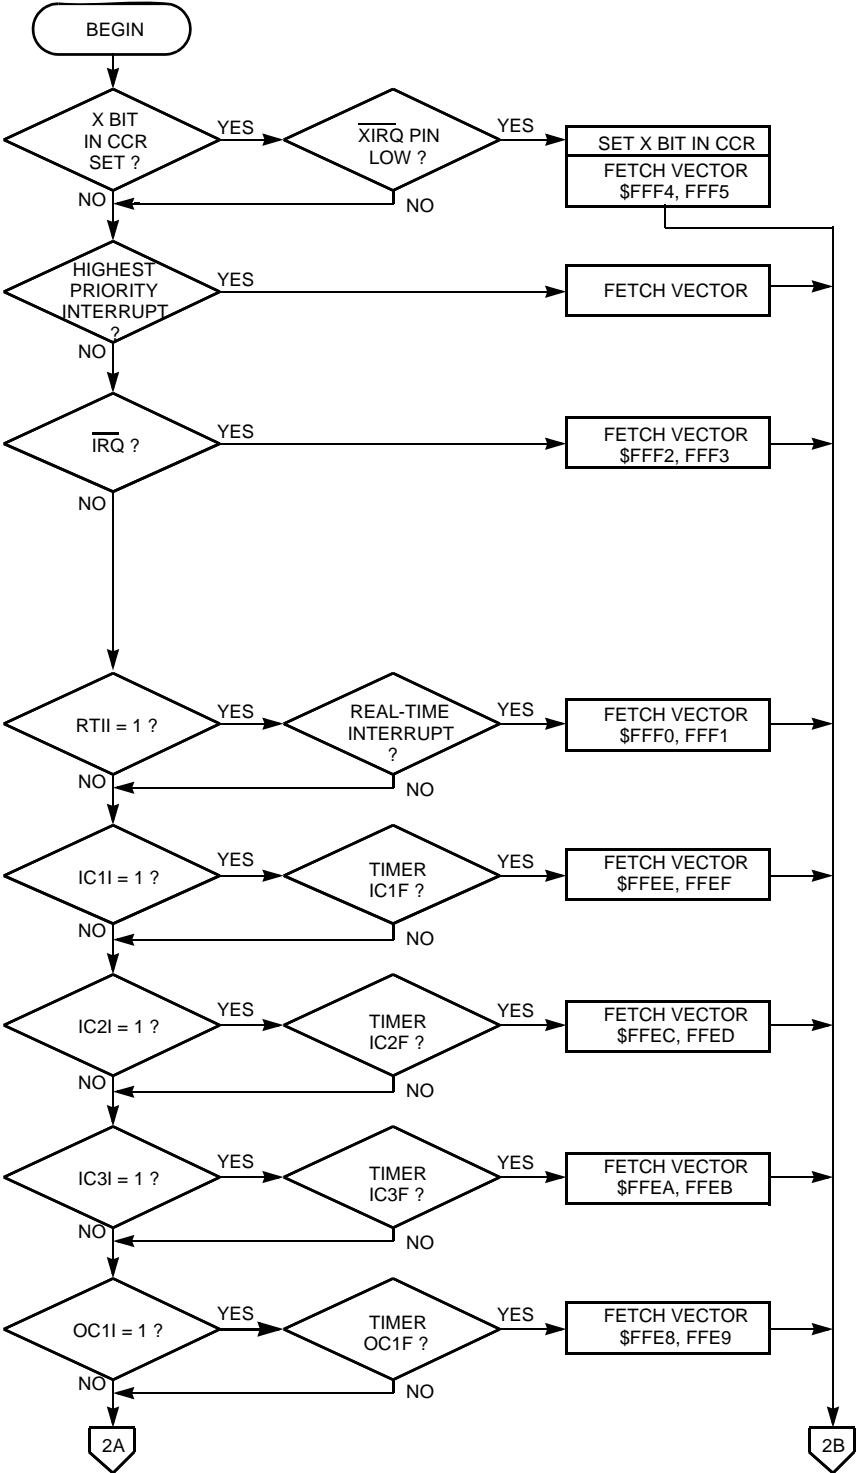 BEGIN
X BIT
IN CCR
SET ?
YES
XIRQ PIN
LOW ?
YES
SET X BIT IN CCR
FETCH VECTOR
$FFF4, FFF5
NO
NO
HIGHEST
PRIORITY
INTERRUPT
?
YES
FETCH VECTOR
NO
IRQ ?
YES
FETCH VECTOR
$FFF2, FFF3
NO
RTII = 1 ?
YES
REAL-TIME
INTERRUPT
?
YES
FETCH VECTOR
$FFF0, FFF1
NO
NO
IC1I = 1 ?
YES
TIMER
IC1F ?
YES
FETCH VECTOR
$FFEE, FFEF
NO
NO
IC2I = 1 ?
YES
TIMER
IC2F ?
YES
FETCH VECTOR
$FFEC, FFED
NO
NO
IC3I = 1 ?
YES
TIMER
IC3F ?
YES
FETCH VECTOR
$FFEA, FFEB
NO
NO
OC1I = 1 ?
YES
TIMER
OC1F ?
YES
FETCH VECTOR
$FFE8, FFE9
NO
NO
2A
2B